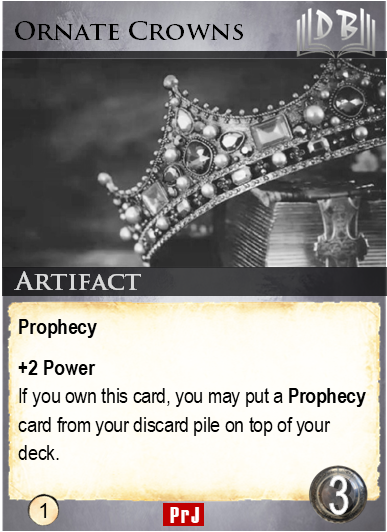 Ornate Crowns
DB
Artifact
Prophecy
+2 Power
If you own this card, you may put a Prophecy
card from your discard pile on top of your
deck.
1
PrJ
3